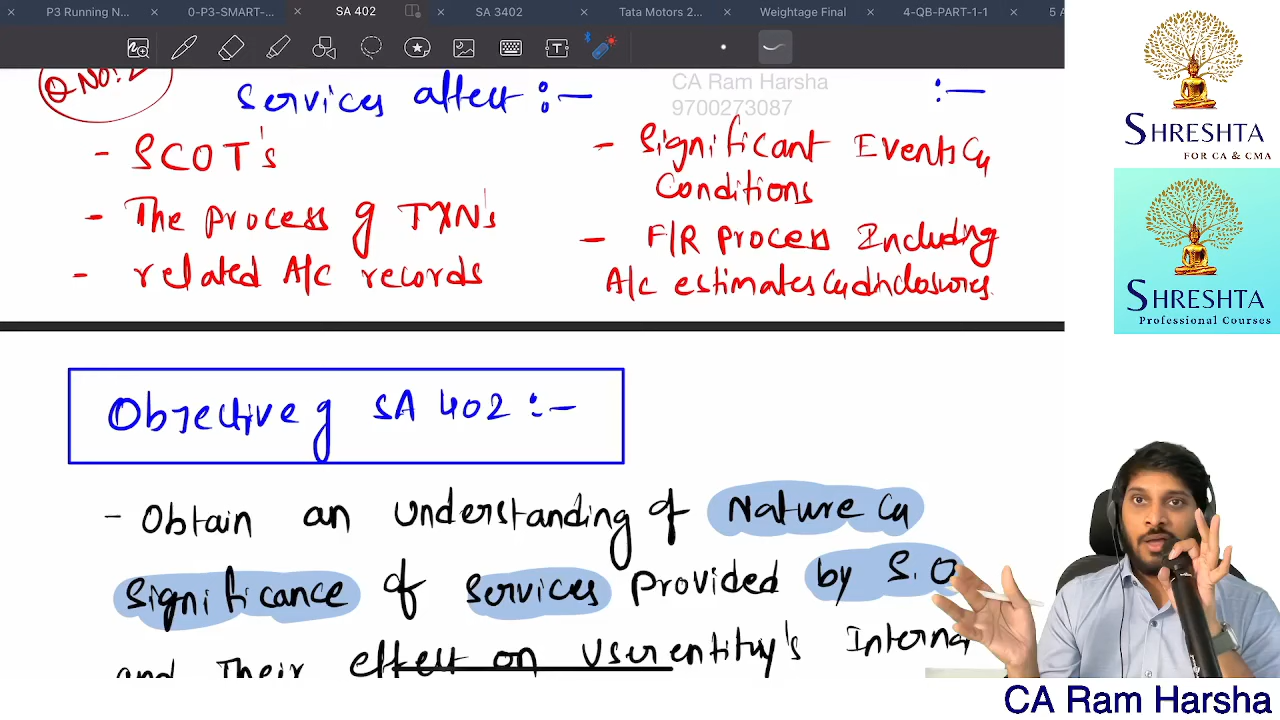 P3 Running N...
0-P3-SMART-...
SA 402
SA 3402
Tata Motors 2...
Weightage Final
4-QB-PART-1-1
5 A
Q No: 2
Services affect :-
:-
CA Ram Harsha
9700273087
- SCOT's
- The process of TXN's
- related A/c records
- Significant Events &
Conditions
- F/R process Including
A/c estimates & disclosures.
Objective of SA 402 :-
- Obtain an understanding of Nature &
Significance of Services provided by S.O
and Their effect on User entity's Interna
SHRESHTA
FOR CA & CMA
SHRESHTA
Professional Courses
CA Ram Harsha